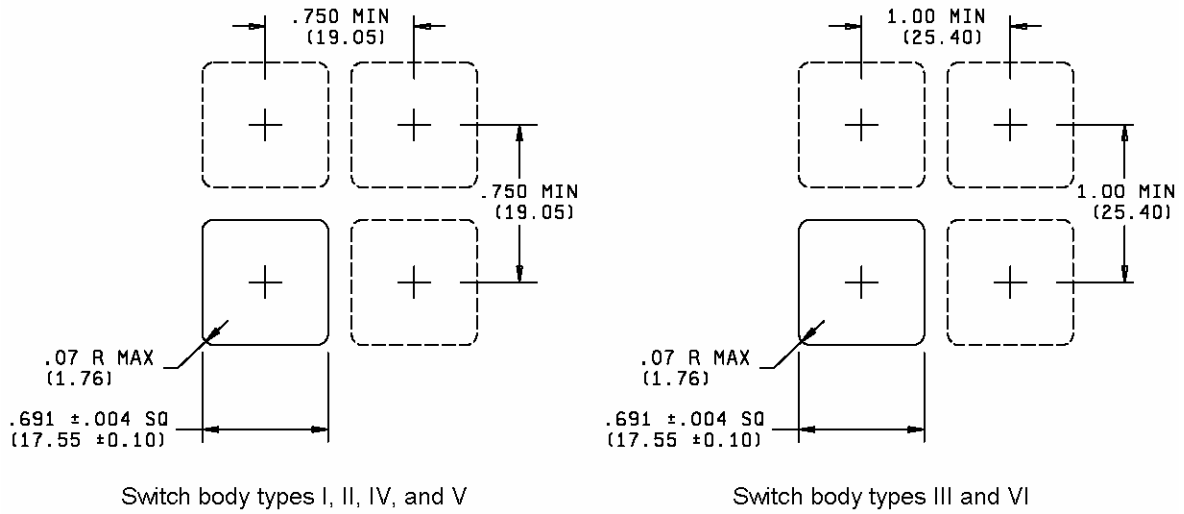 .750 MIN
(19.05)
.750 MIN
(19.05)
.07 R MAX
(1.76)
.691 ±.004 SQ
(17.55 ±0.10)
Switch body types I, II, IV, and V
1.00 MIN
(25.40)
1.00 MIN
(25.40)
.07 R MAX
(1.76)
.691 ±.004 SQ
(17.55 ±0.10)
Switch body types III and VI